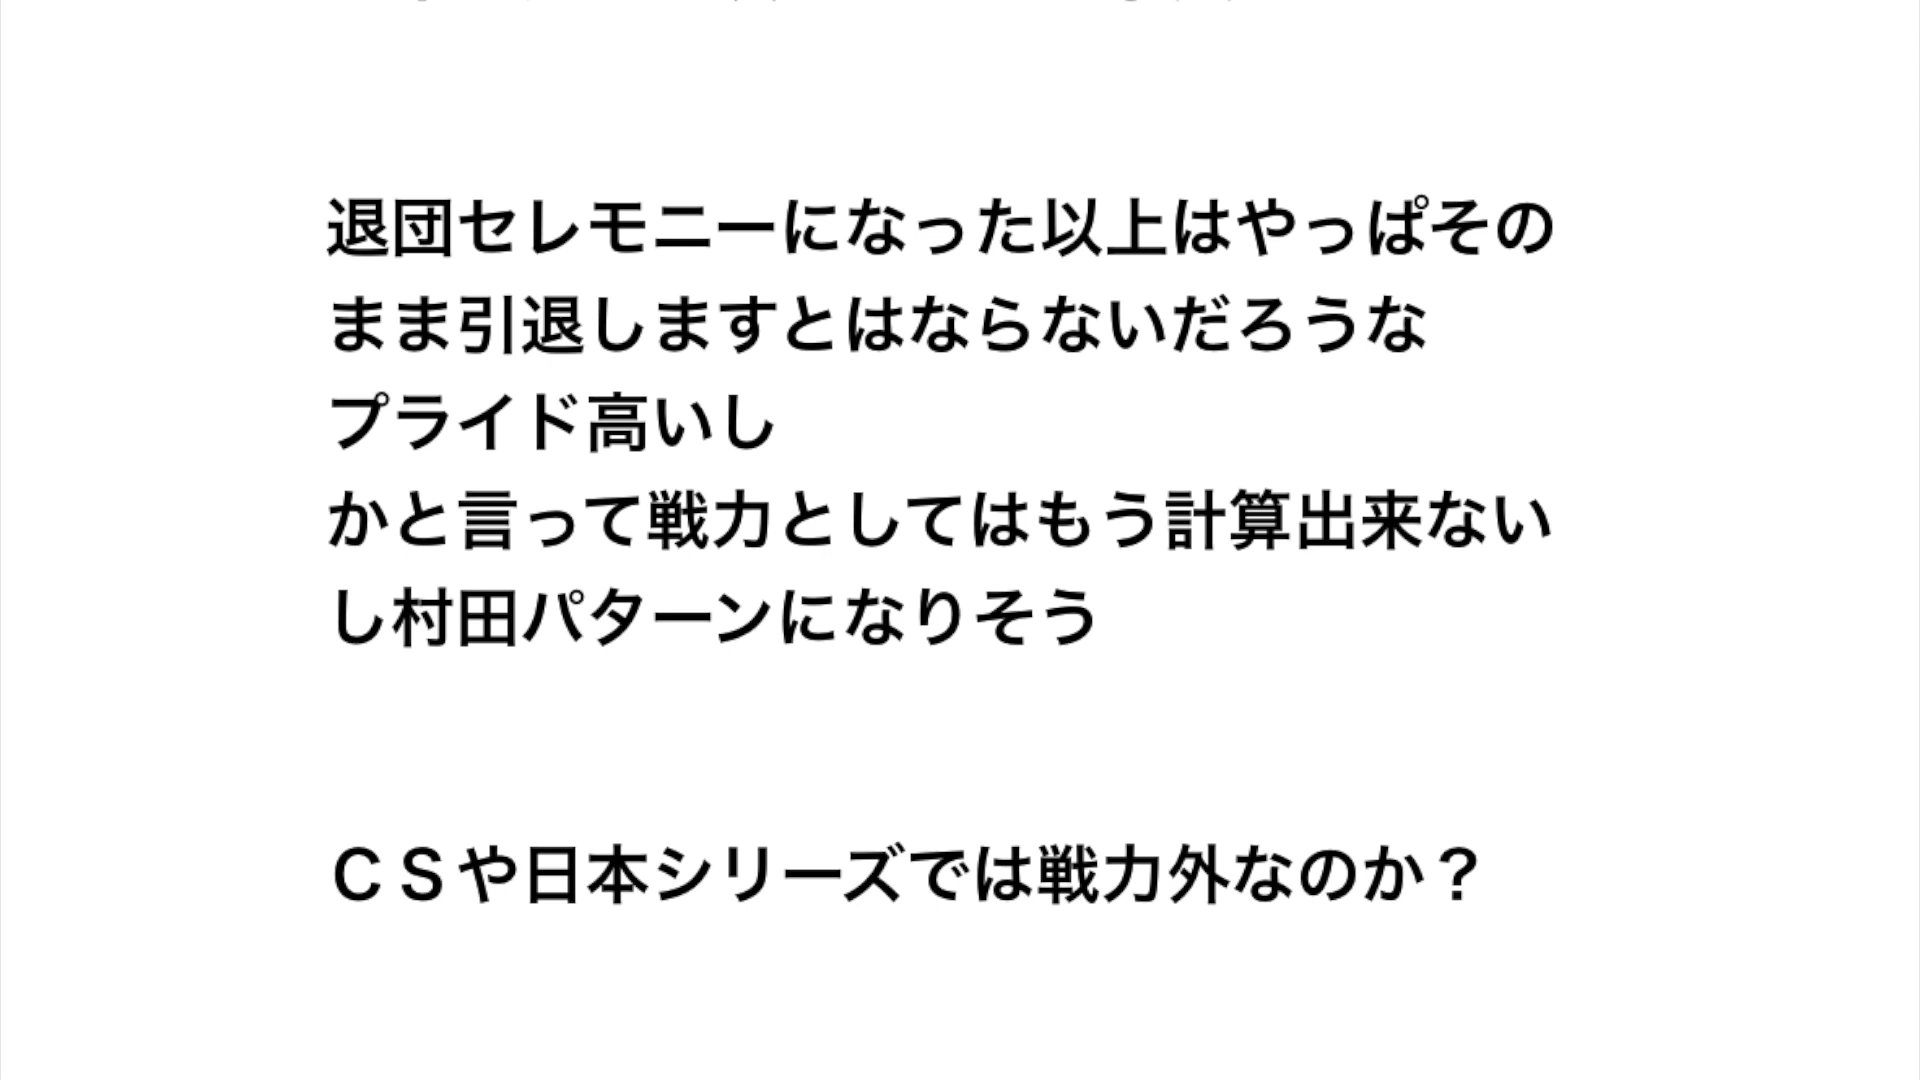 退団セレモニーになった以上はやっぱその
まま引退しますとはならないだろうな
プライド高いし
かと言って戦力としてはもう計算出来ない
し村田パターンになりそう
ＣＳや日本シリーズでは戦力外なのか？